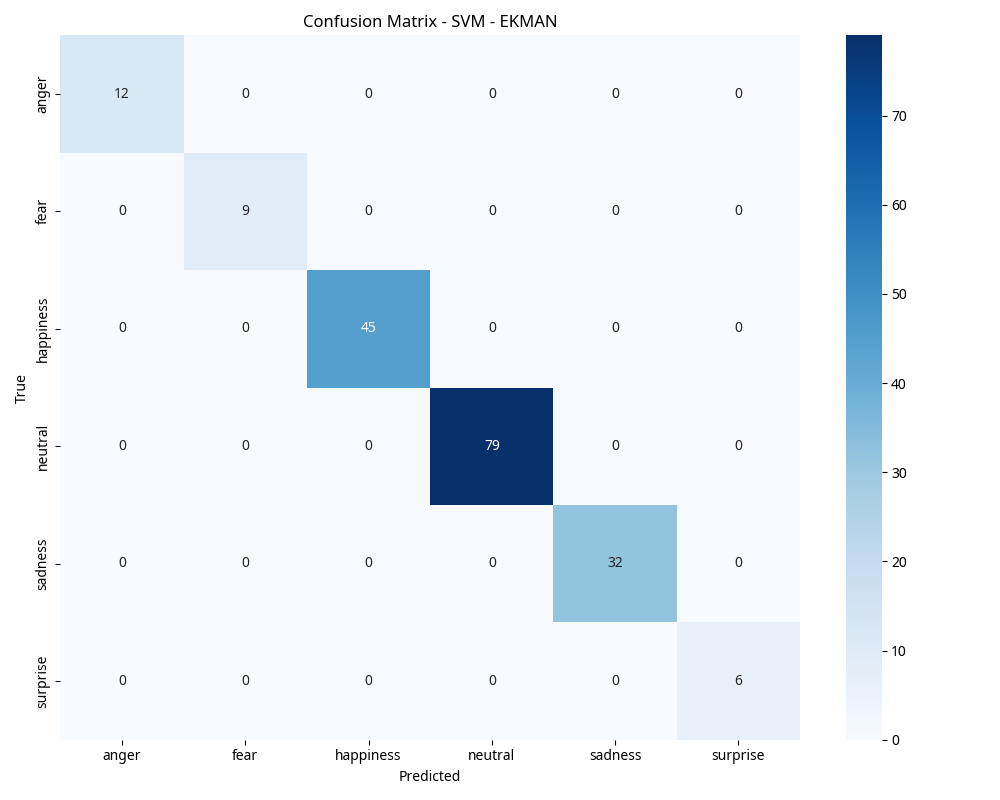 Confusion Matrix - SVM - EKMAN
anger 12 0 0 0 0 0
fear 0 9 0 0 0 0
happiness 0 0 45 0 0 0
neutral 0 0 0 79 0 0
sadness 0 0 0 0 32 0
surprise 0 0 0 0 0 6
True
anger fear happiness neutral sadness surprise
Predicted
70
60
50
40
30
20
10
0